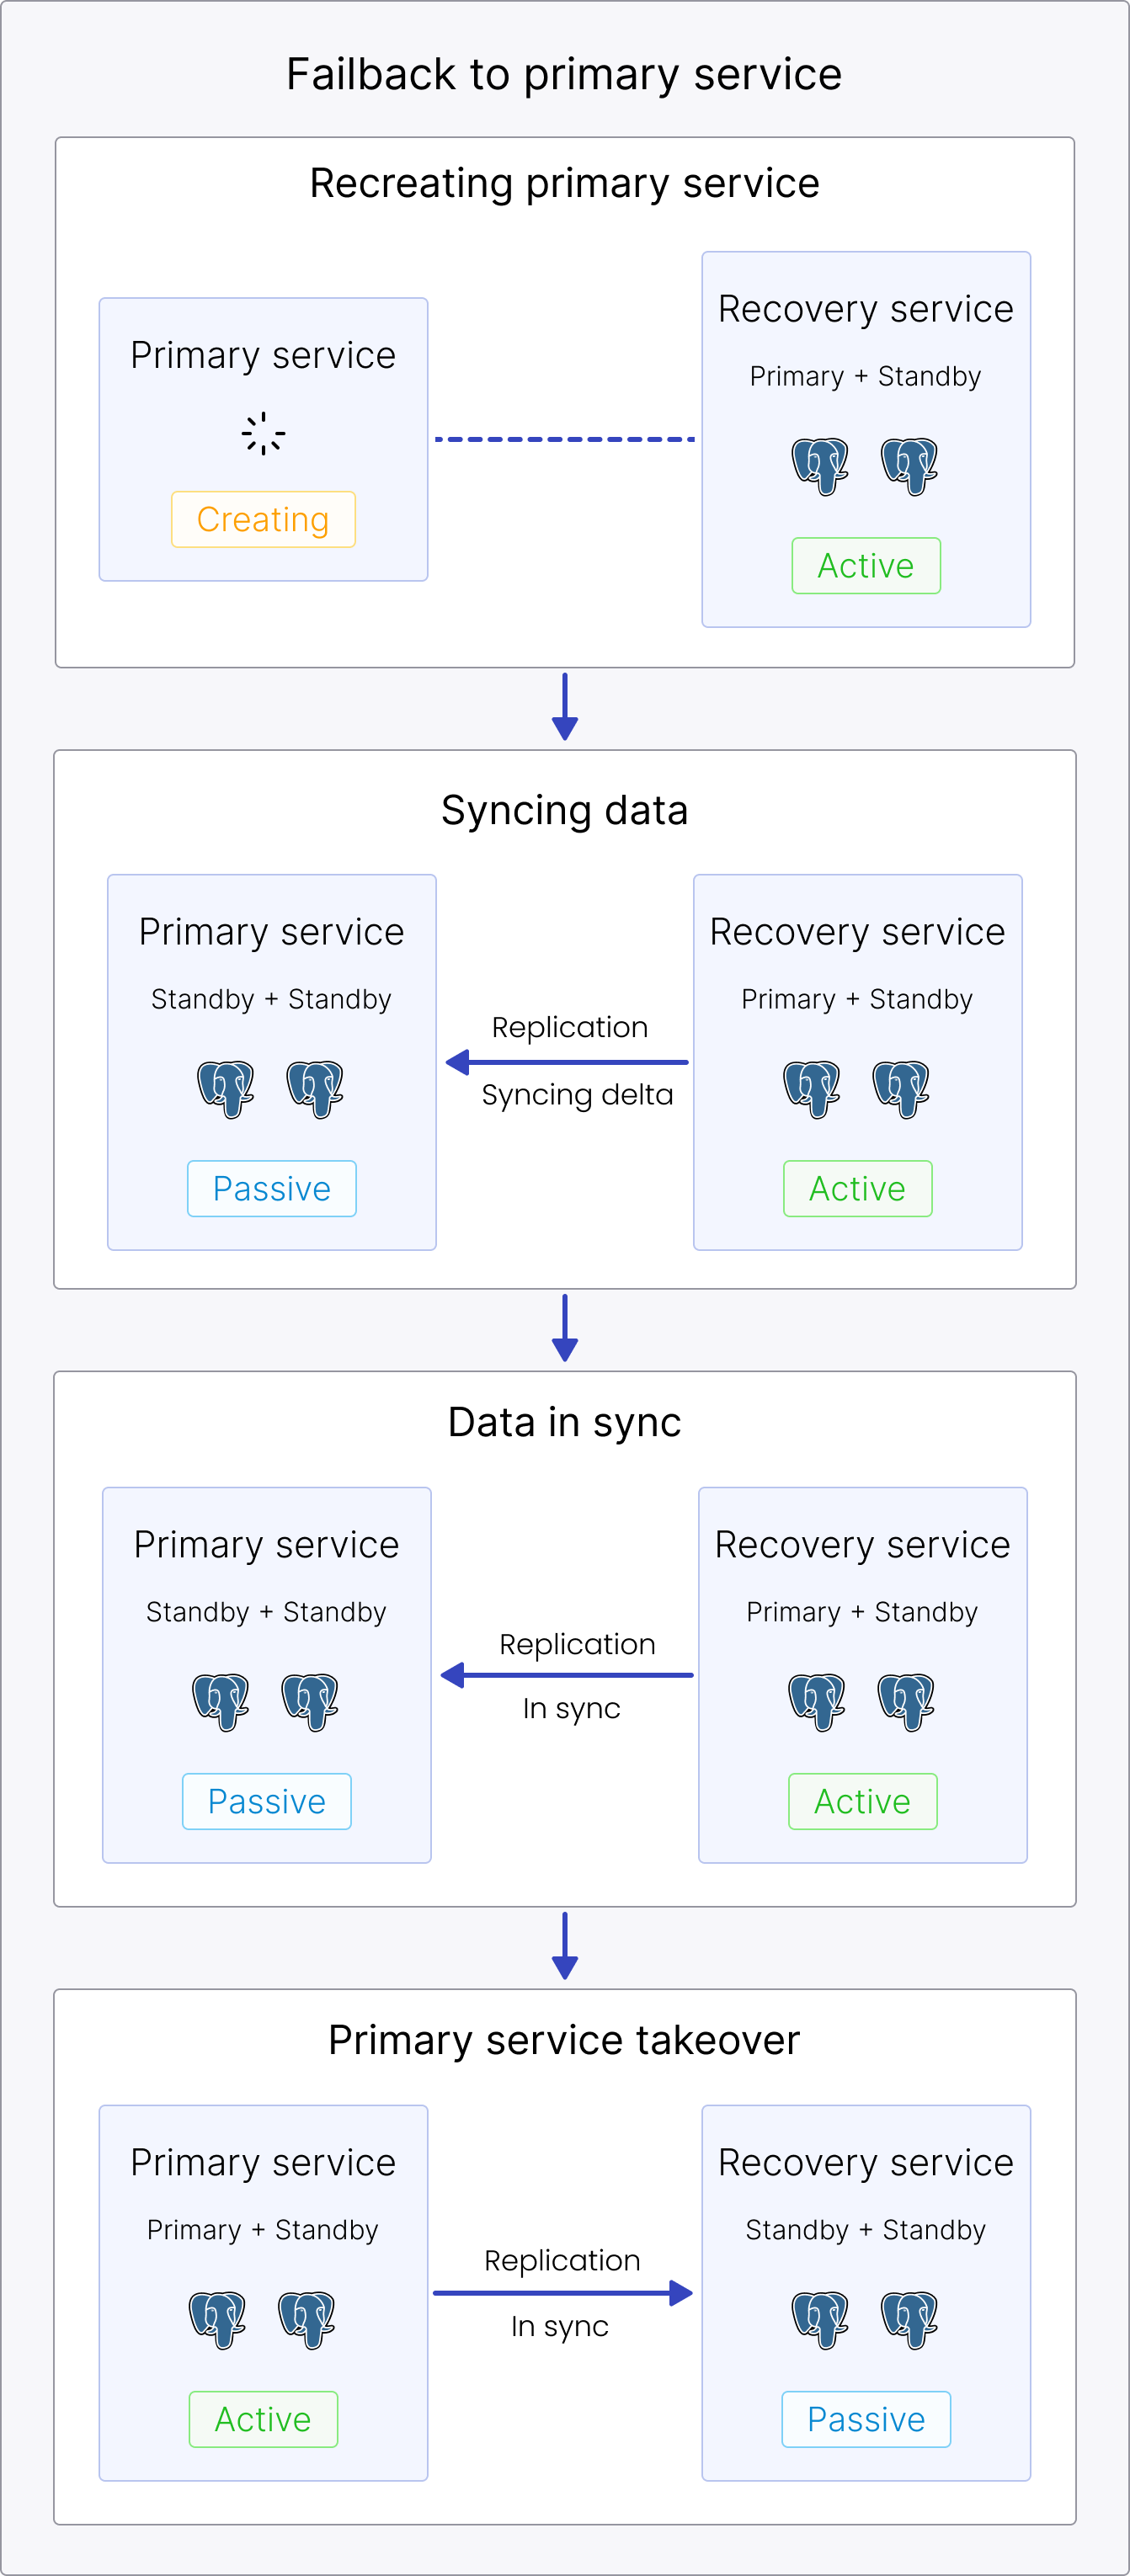 Failback to primary service
Recreating primary service
Primary service
Creating
Recovery service
Primary + Standby
Active
Syncing data
Primary service
Standby + Standby
Passive
Replication
Syncing delta
Recovery service
Primary + Standby
Active
Data in sync
Primary service
Standby + Standby
Passive
Replication
In sync
Recovery service
Primary + Standby
Active
Primary service takeover
Primary service
Primary + Standby
Active
Replication
In sync
Recovery service
Standby + Standby
Passive